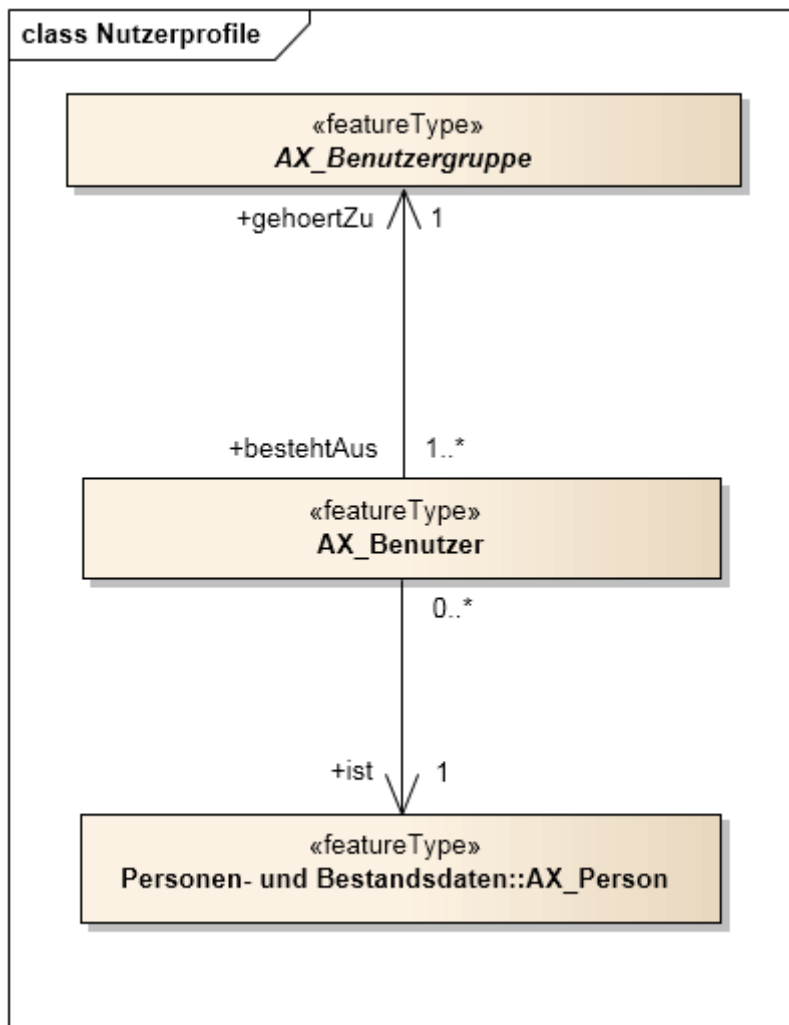 class Nutzerprofile
«featureType»
AX_Benutzergruppe
+gehoertZu 1
+bestehtAus 1..*
«featureType»
AX_Benutzer
0..*
+ist 1
«featureType»
Personen- und Bestandsdaten::AX_Person